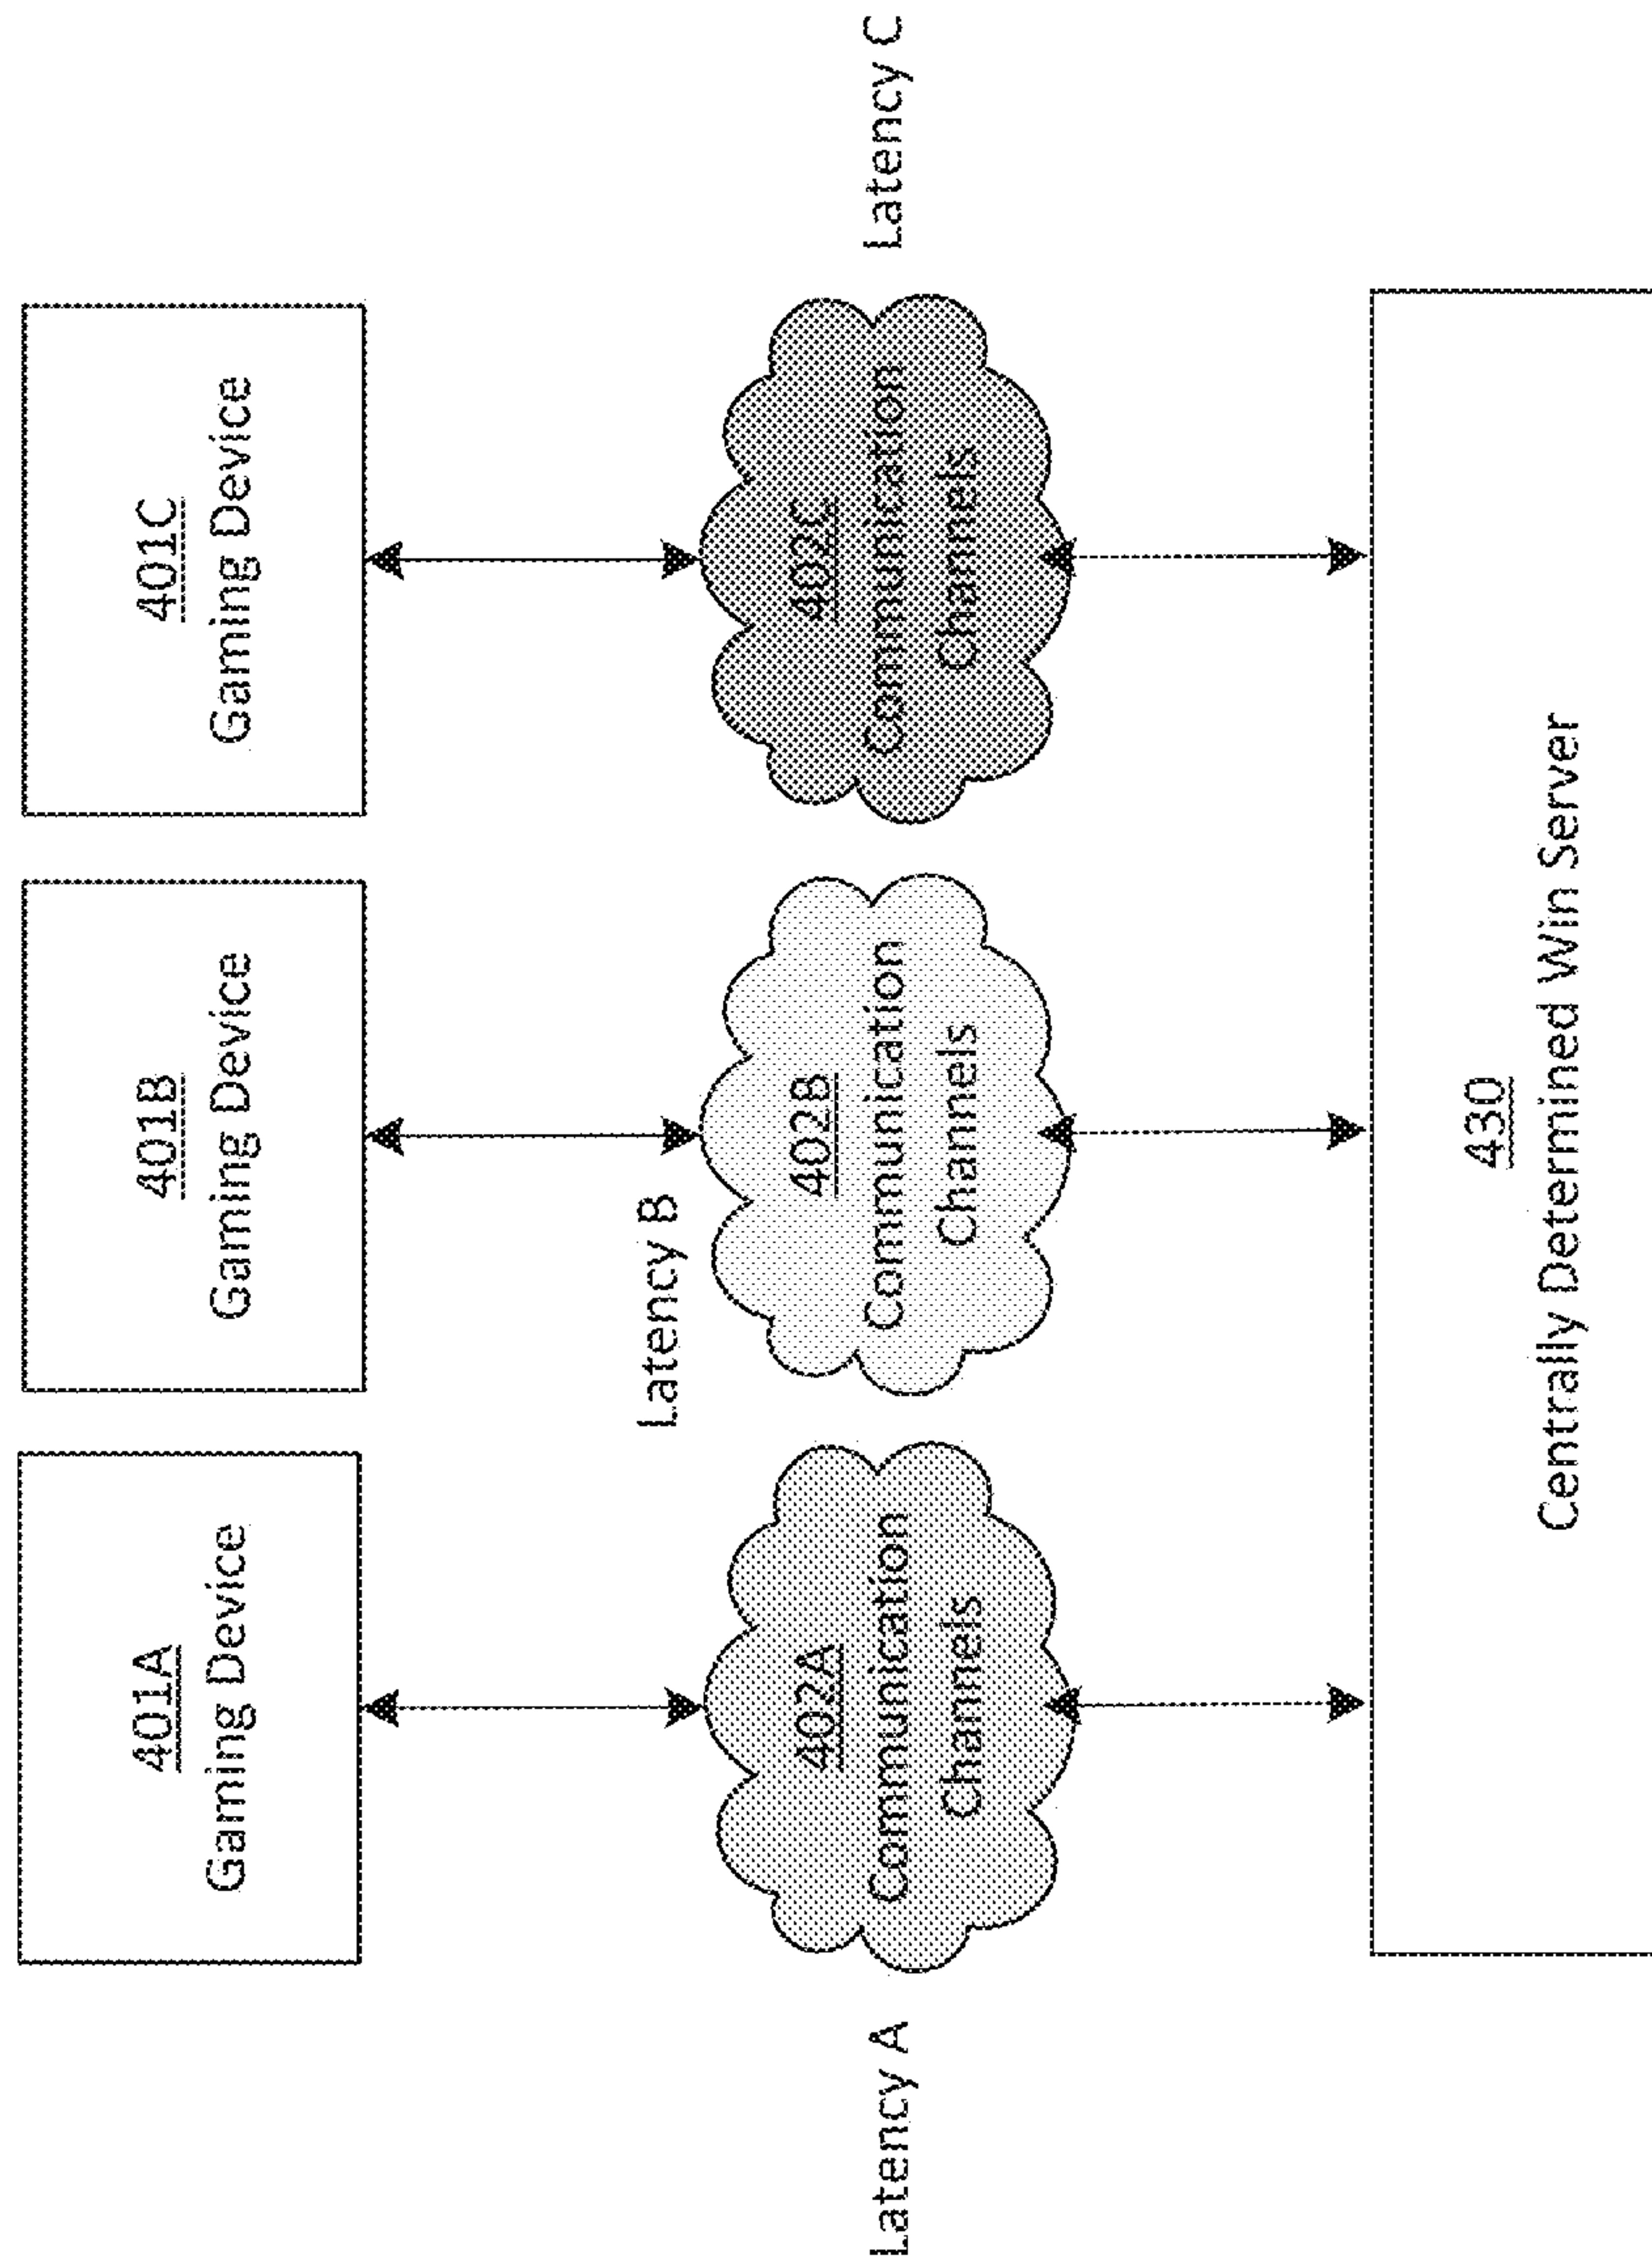 401A
Gaming Device
401B
Gaming Device
401C
Gaming Device
Latency B
Latency A
402A
Communication
Channels
402B
Communication
Channels
402C
Communication
Channels
Latency C
430
Centrally Determined Win Server